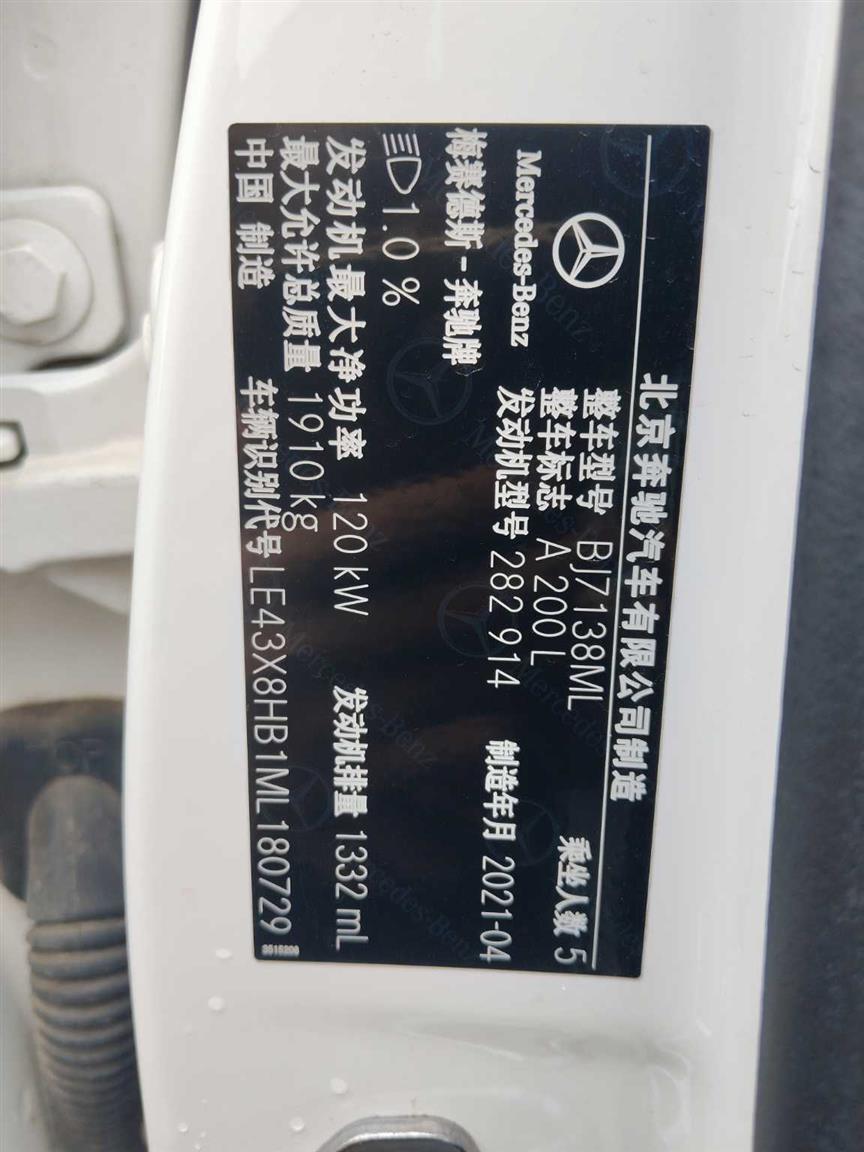 北京奔驰汽车有限公司制造
Mercedes-Benz
整车型号 BJ7138ML
整车标志 A 200 L
乘坐人数 5
发动机型号 282 914
制造年月 2021-04
梅赛德斯-奔驰牌
1.0 %
发动机最大净功率 120 kW
发动机排量 1332 mL
最大允许总质量 1910 kg
中国 制造
车辆识别代号 LE43X8HB1ML180729
3515206